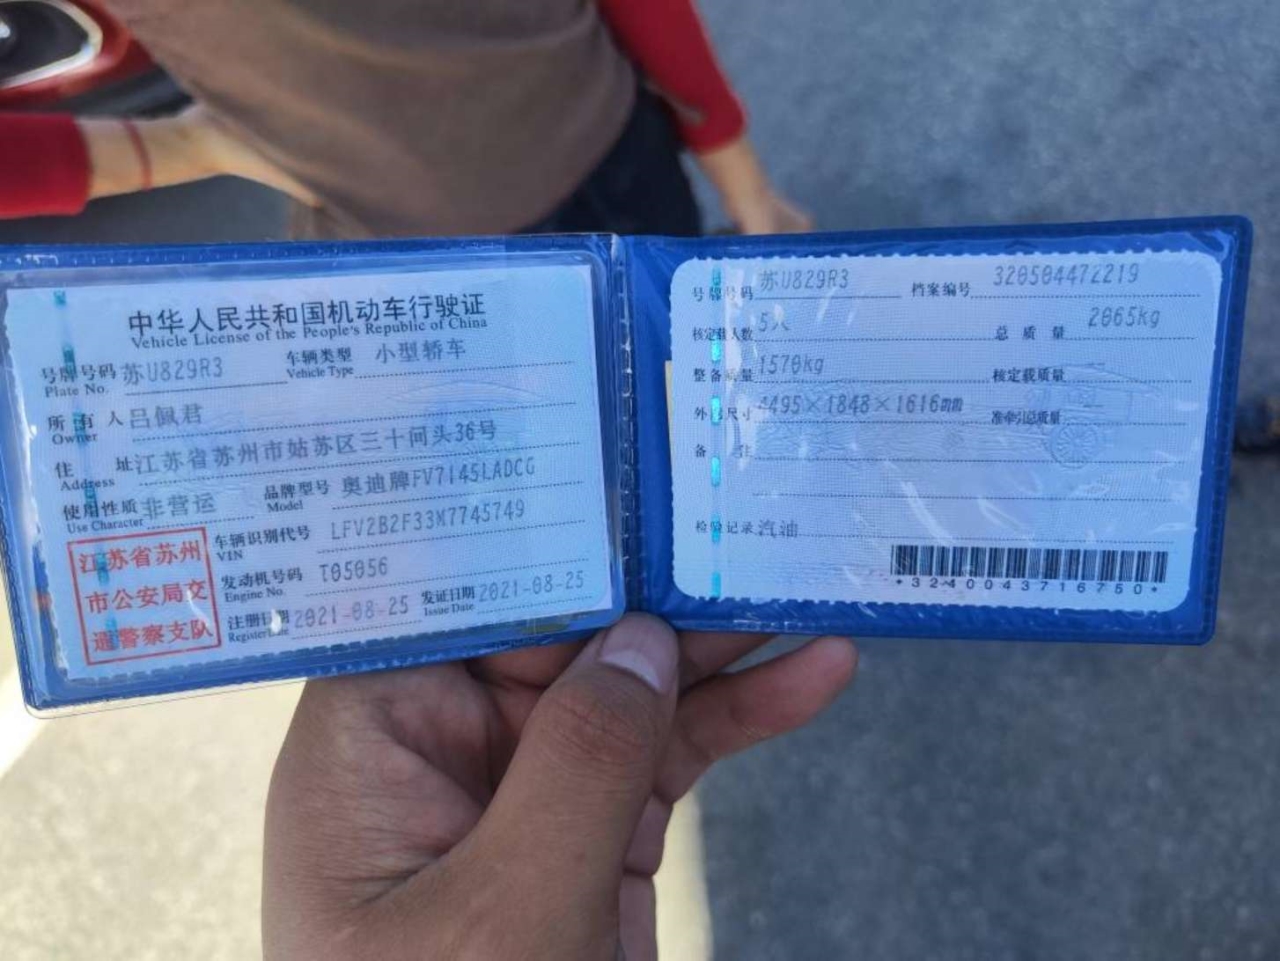 中华人民共和国机动车行驶证
Vehicle License of the People's Republic of China
号牌号码 苏U829R3 车辆类型 小型轿车
Plate No. Vehicle Type
所有人 吕佩君
Owner
住址 江苏省苏州市姑苏区三十间头36号
Address
使用性质 非营运 品牌型号 奥迪牌FV7145LADCG
Use Character Model
江苏省苏州
市公安局交
通警察支队
车辆识别代号 LFV2B2F33M7745749
VIN
发动机号码 T05056
Engine No.
注册日期 2021-08-25 发证日期 2021-08-25
Register Date Issue Date
号牌号码 苏U829R3 档案编号 320504472219
核定载人数 5人 总质量 2065kg
整备质量 1570kg 核定载质量 --
外廓尺寸 4495×1848×1616mm 准牵引总质量 --
备注
检验记录 汽油
*3240043716750*